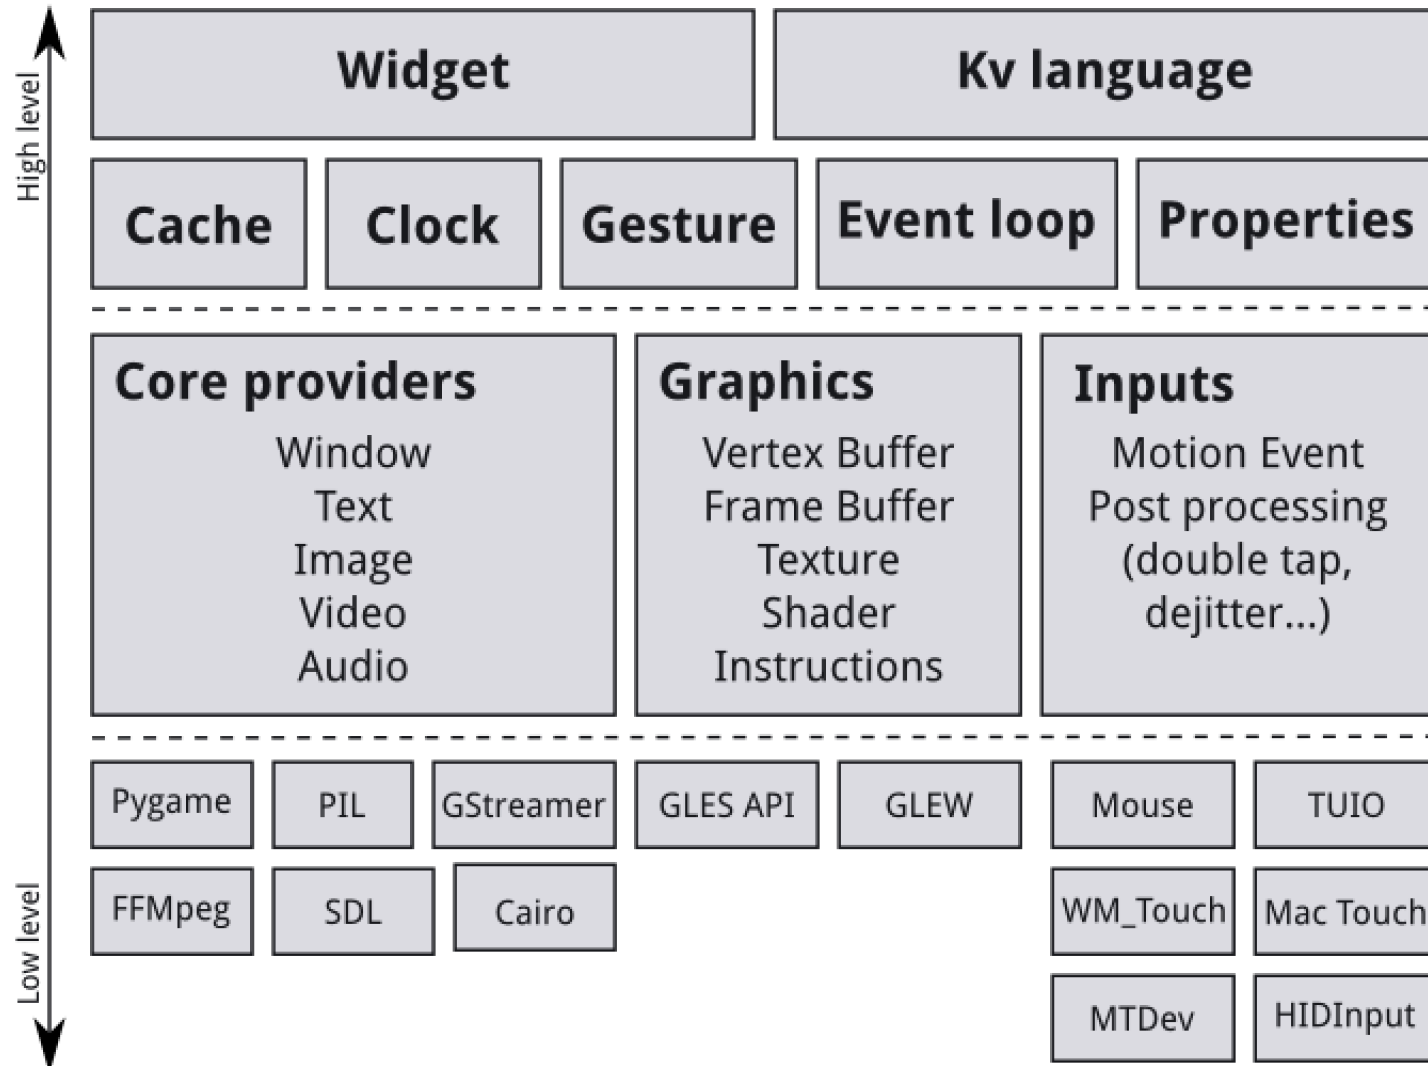 High level
Widget
Kv language
Cache
Clock
Gesture
Event loop
Properties
Core providers
Window
Text
Image
Video
Audio
Graphics
Vertex Buffer
Frame Buffer
Texture
Shader
Instructions
Inputs
Motion Event
Post processing
(double tap,
dejitter...)
Low level
Pygame
PIL
GStreamer
GLES API
GLEW
Mouse
TUIO
FFMpeg
SDL
Cairo
WM_Touch
Mac Touch
MTDev
HIDInput